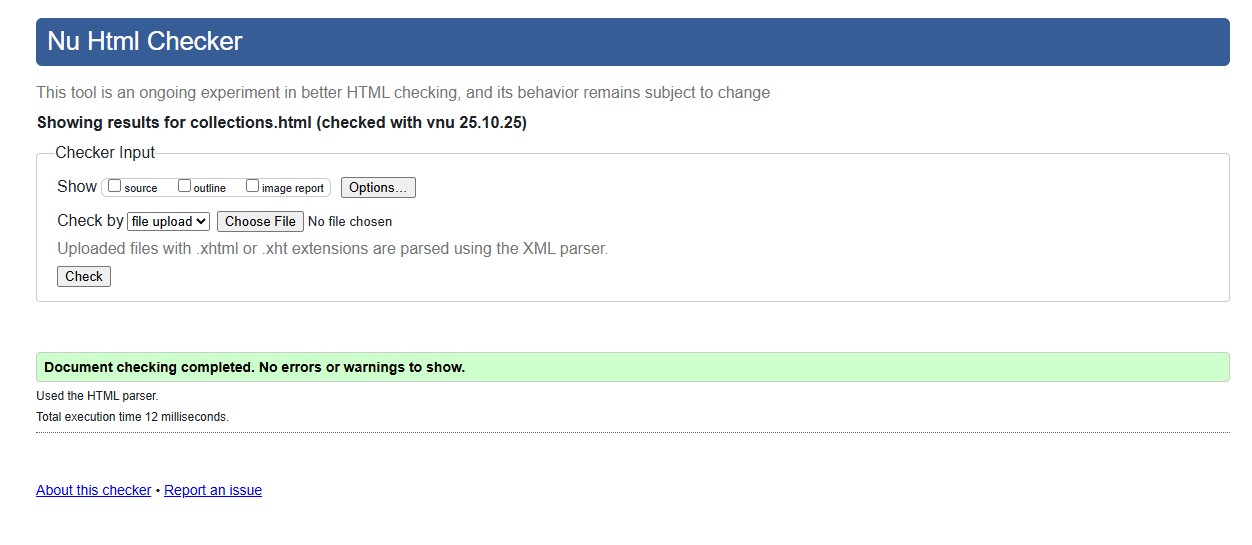 Nu Html Checker
This tool is an ongoing experiment in better HTML checking, and its behavior remains subject to change
Showing results for collections.html (checked with vnu 25.10.25)
Checker Input
Show source outline image report Options...
Check by file upload Choose File No file chosen
Uploaded files with .xhtml or .xht extensions are parsed using the XML parser.
Check
Document checking completed. No errors or warnings to show.
Used the HTML parser.
Total execution time 12 milliseconds.
About this checker • Report an issue